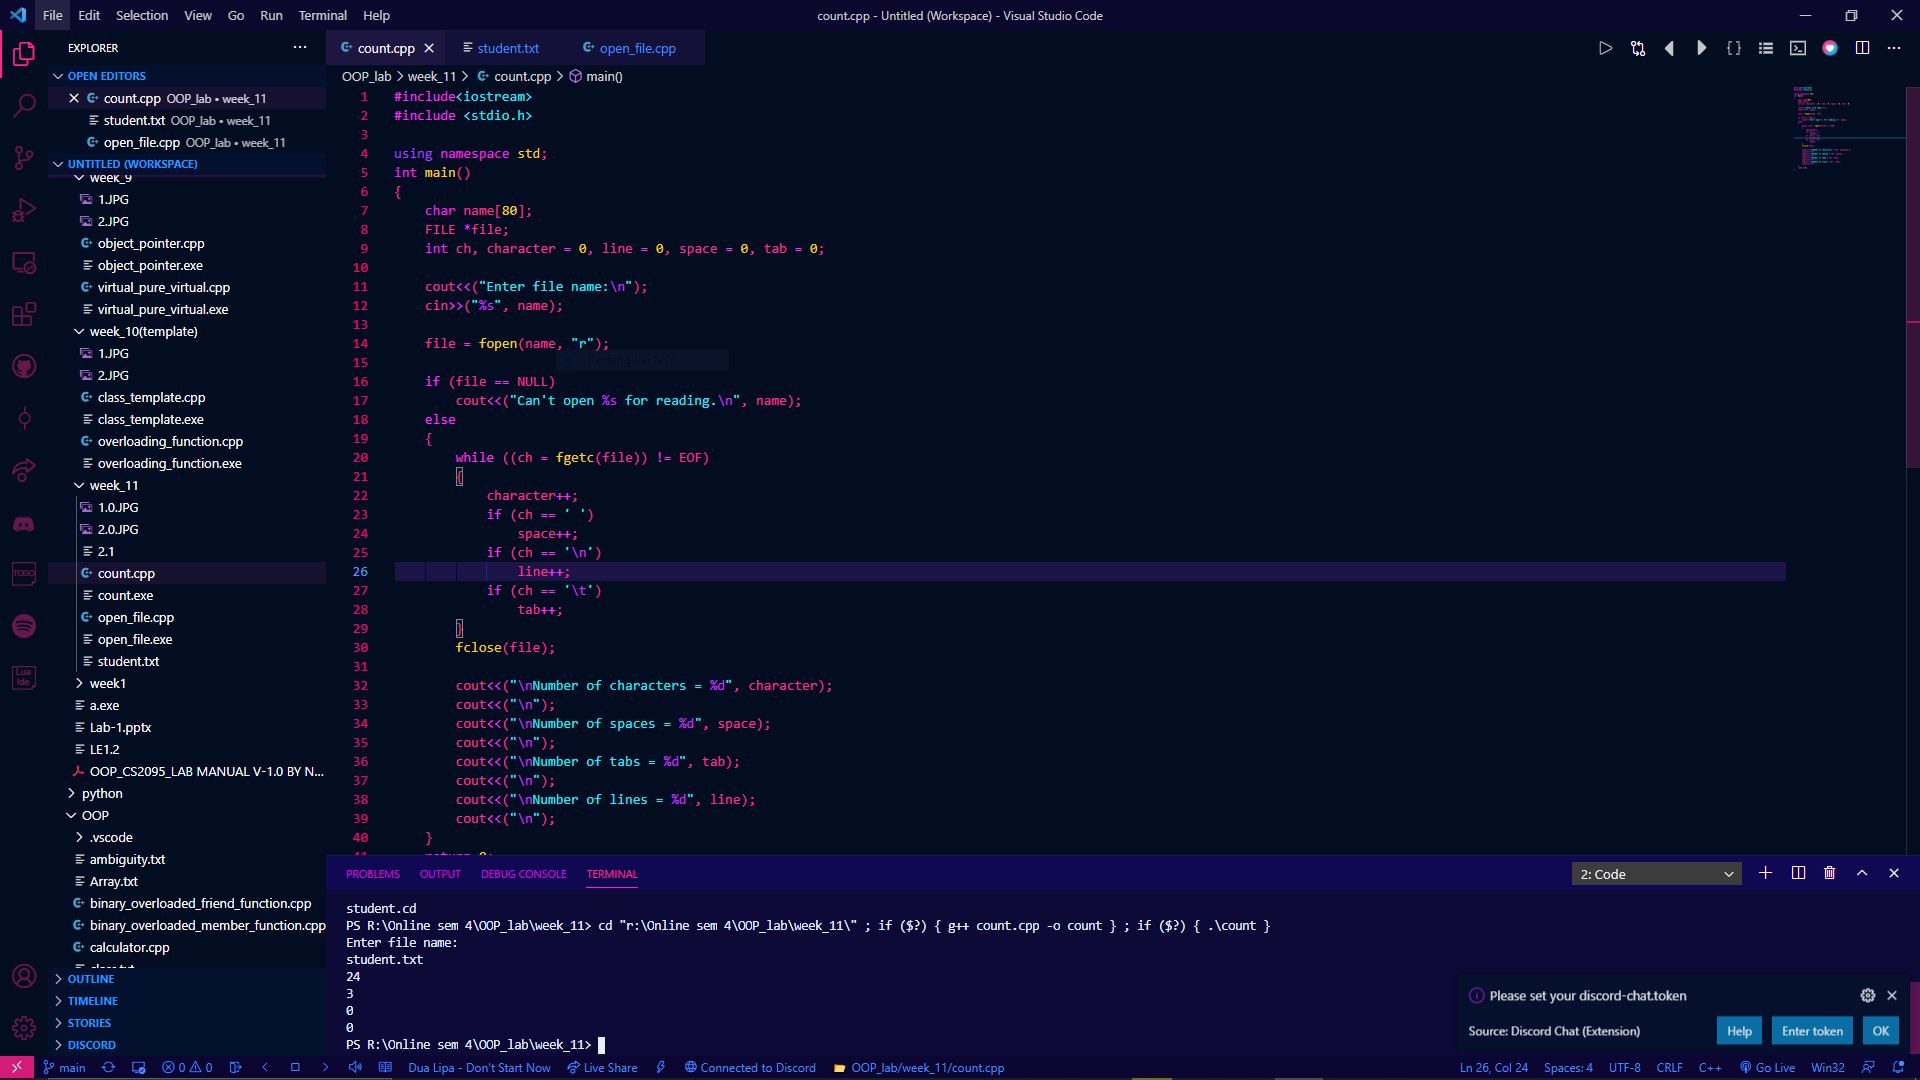 File Edit Selection View Go Run Terminal Help
count.cpp - Untitled (Workspace) - Visual Studio Code
EXPLORER
OPEN EDITORS
count.cpp OOP_lab • week_11
student.txt OOP_lab • week_11
open_file.cpp OOP_lab • week_11
UNTITLED (WORKSPACE)
week_9
1.JPG
2.JPG
object_pointer.cpp
object_pointer.exe
virtual_pure_virtual.cpp
virtual_pure_virtual.exe
week_10(template)
1.JPG
2.JPG
class_template.cpp
class_template.exe
overloading_function.cpp
overloading_function.exe
week_11
1.0.JPG
2.0.JPG
2.1
count.cpp
count.exe
open_file.cpp
open_file.exe
student.txt
week1
a.exe
Lab-1.pptx
LE1.2
OOP_CS2095_LAB MANUAL V-1.0 BY N...
python
OOP
.vscode
ambiguity.txt
Array.txt
binary_overloaded_friend_function.cpp
binary_overloaded_member_function.cpp
calculator.cpp
OUTLINE
TIMELINE
STORIES
DISCORD
TODO
Lua
Ide
count.cpp student.txt open_file.cpp
OOP_lab > week_11 > count.cpp > main()
1 #include<iostream>
2 #include <stdio.h>
3
4 using namespace std;
5 int main()
6 {
7 char name[80];
8 FILE *file;
9 int ch, character = 0, line = 0, space = 0, tab = 0;
10
11 cout<<("Enter file name:\n");
12 cin>>("%s", name);
13
14 file = fopen(name, "r");
Rectangular Snip
15
16 if (file == NULL)
17 cout<<("Can't open %s for reading.\n", name);
18 else
19 {
20 while ((ch = fgetc(file)) != EOF)
21 {
22 character++;
23 if (ch == ' ')
24 space++;
25 if (ch == '\n')
26 line++;
27 if (ch == '\t')
28 tab++;
29 }
30 fclose(file);
31
32 cout<<("\nNumber of characters = %d", character);
33 cout<<("\n");
34 cout<<("\nNumber of spaces = %d", space);
35 cout<<("\n");
36 cout<<("\nNumber of tabs = %d", tab);
37 cout<<("\n");
38 cout<<("\nNumber of lines = %d", line);
39 cout<<("\n");
40 }
PROBLEMS OUTPUT DEBUG CONSOLE TERMINAL
2: Code
student.cd
PS R:\Online sem 4\OOP_lab\week_11> cd "r:\Online sem 4\OOP_lab\week_11\" ; if ($?) { g++ count.cpp -o count } ; if ($?) { .\count }
Enter file name:
student.txt
24
3
0
0
PS R:\Online sem 4\OOP_lab\week_11>
Please set your discord-chat.token
Source: Discord Chat (Extension)
Help Enter token OK
main 0 0 Dua Lipa - Don't Start Now Live Share Connected to Discord OOP_lab/week_11/count.cpp Ln 26, Col 24 Spaces: 4 UTF-8 CRLF C++ Go Live Win32